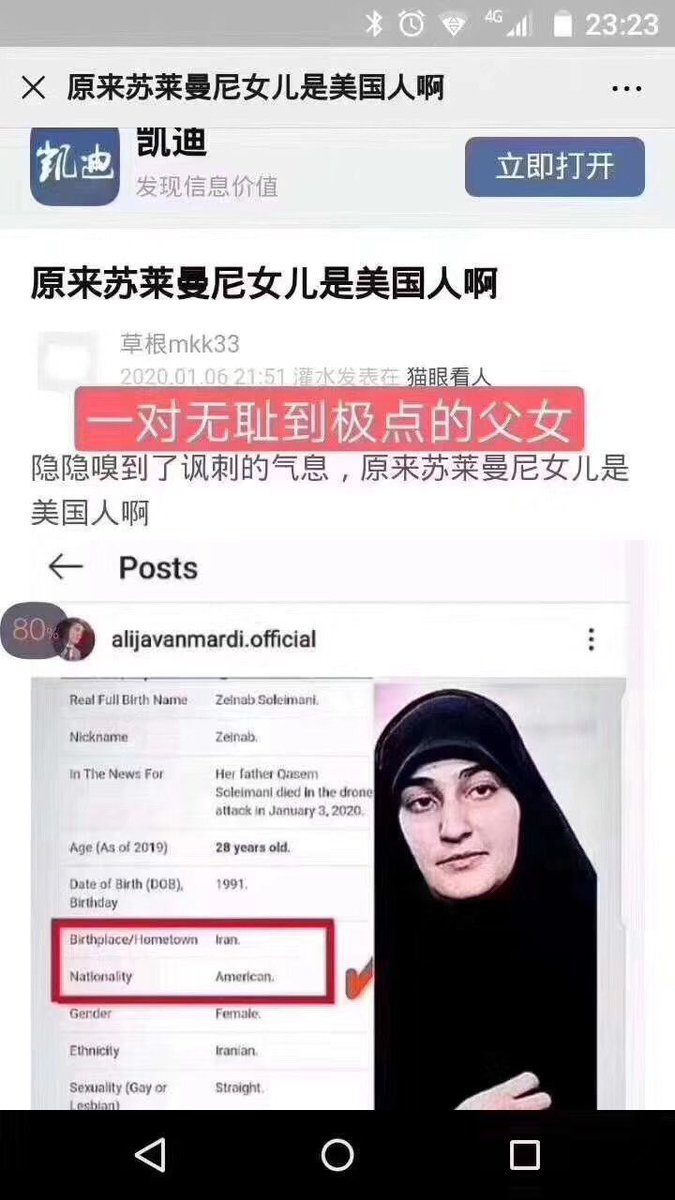 4G 23:23
原来苏莱曼尼女儿是美国人啊
凯迪
凯迪
发现信息价值
立即打开
原来苏莱曼尼女儿是美国人啊
草根mkk33
2020.01.06 21:51 灌水发表在 猫眼看人
一对无耻到极点的父女
隐隐嗅到了讽刺的气息，原来苏莱曼尼女儿是
美国人啊
Posts
80%
alijavanmardi.official
Real Full Birth Name Zeinab Soleimani.
Nickname Zeinab.
In The News For Her father Qasem
Soleimani died in the drone
attack in January 3, 2020.
Age (As of 2019) 28 years old.
Date of Birth (DOB), 1991.
Birthday
Birthplace/Hometown Iran.
Nationality American.
Gender Female.
Ethnicity Iranian.
Sexuality (Gay or Straight.
Lesbian)